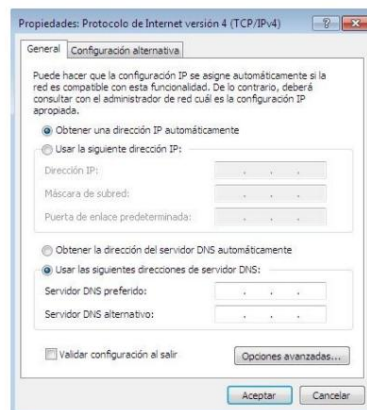 Propiedades: Protocolo de Internet versión 4 (TCP/IPv4)
General
Configuración alternativa
Puede hacer que la configuración IP se asigne automáticamente si la
red es compatible con esta funcionalidad. De lo contrario, deberá
consultar con el administrador de red cuál es la configuración IP
apropiada.
Obtener una dirección IP automáticamente
Usar la siguiente dirección IP:
Dirección IP:
Máscara de subred:
Puerta de enlace predeterminada:
Obtener la dirección del servidor DNS automáticamente
Usar las siguientes direcciones de servidor DNS:
Servidor DNS preferido:
Servidor DNS alternativo:
Validar configuración al salir
Opciones avanzadas...
Aceptar
Cancelar